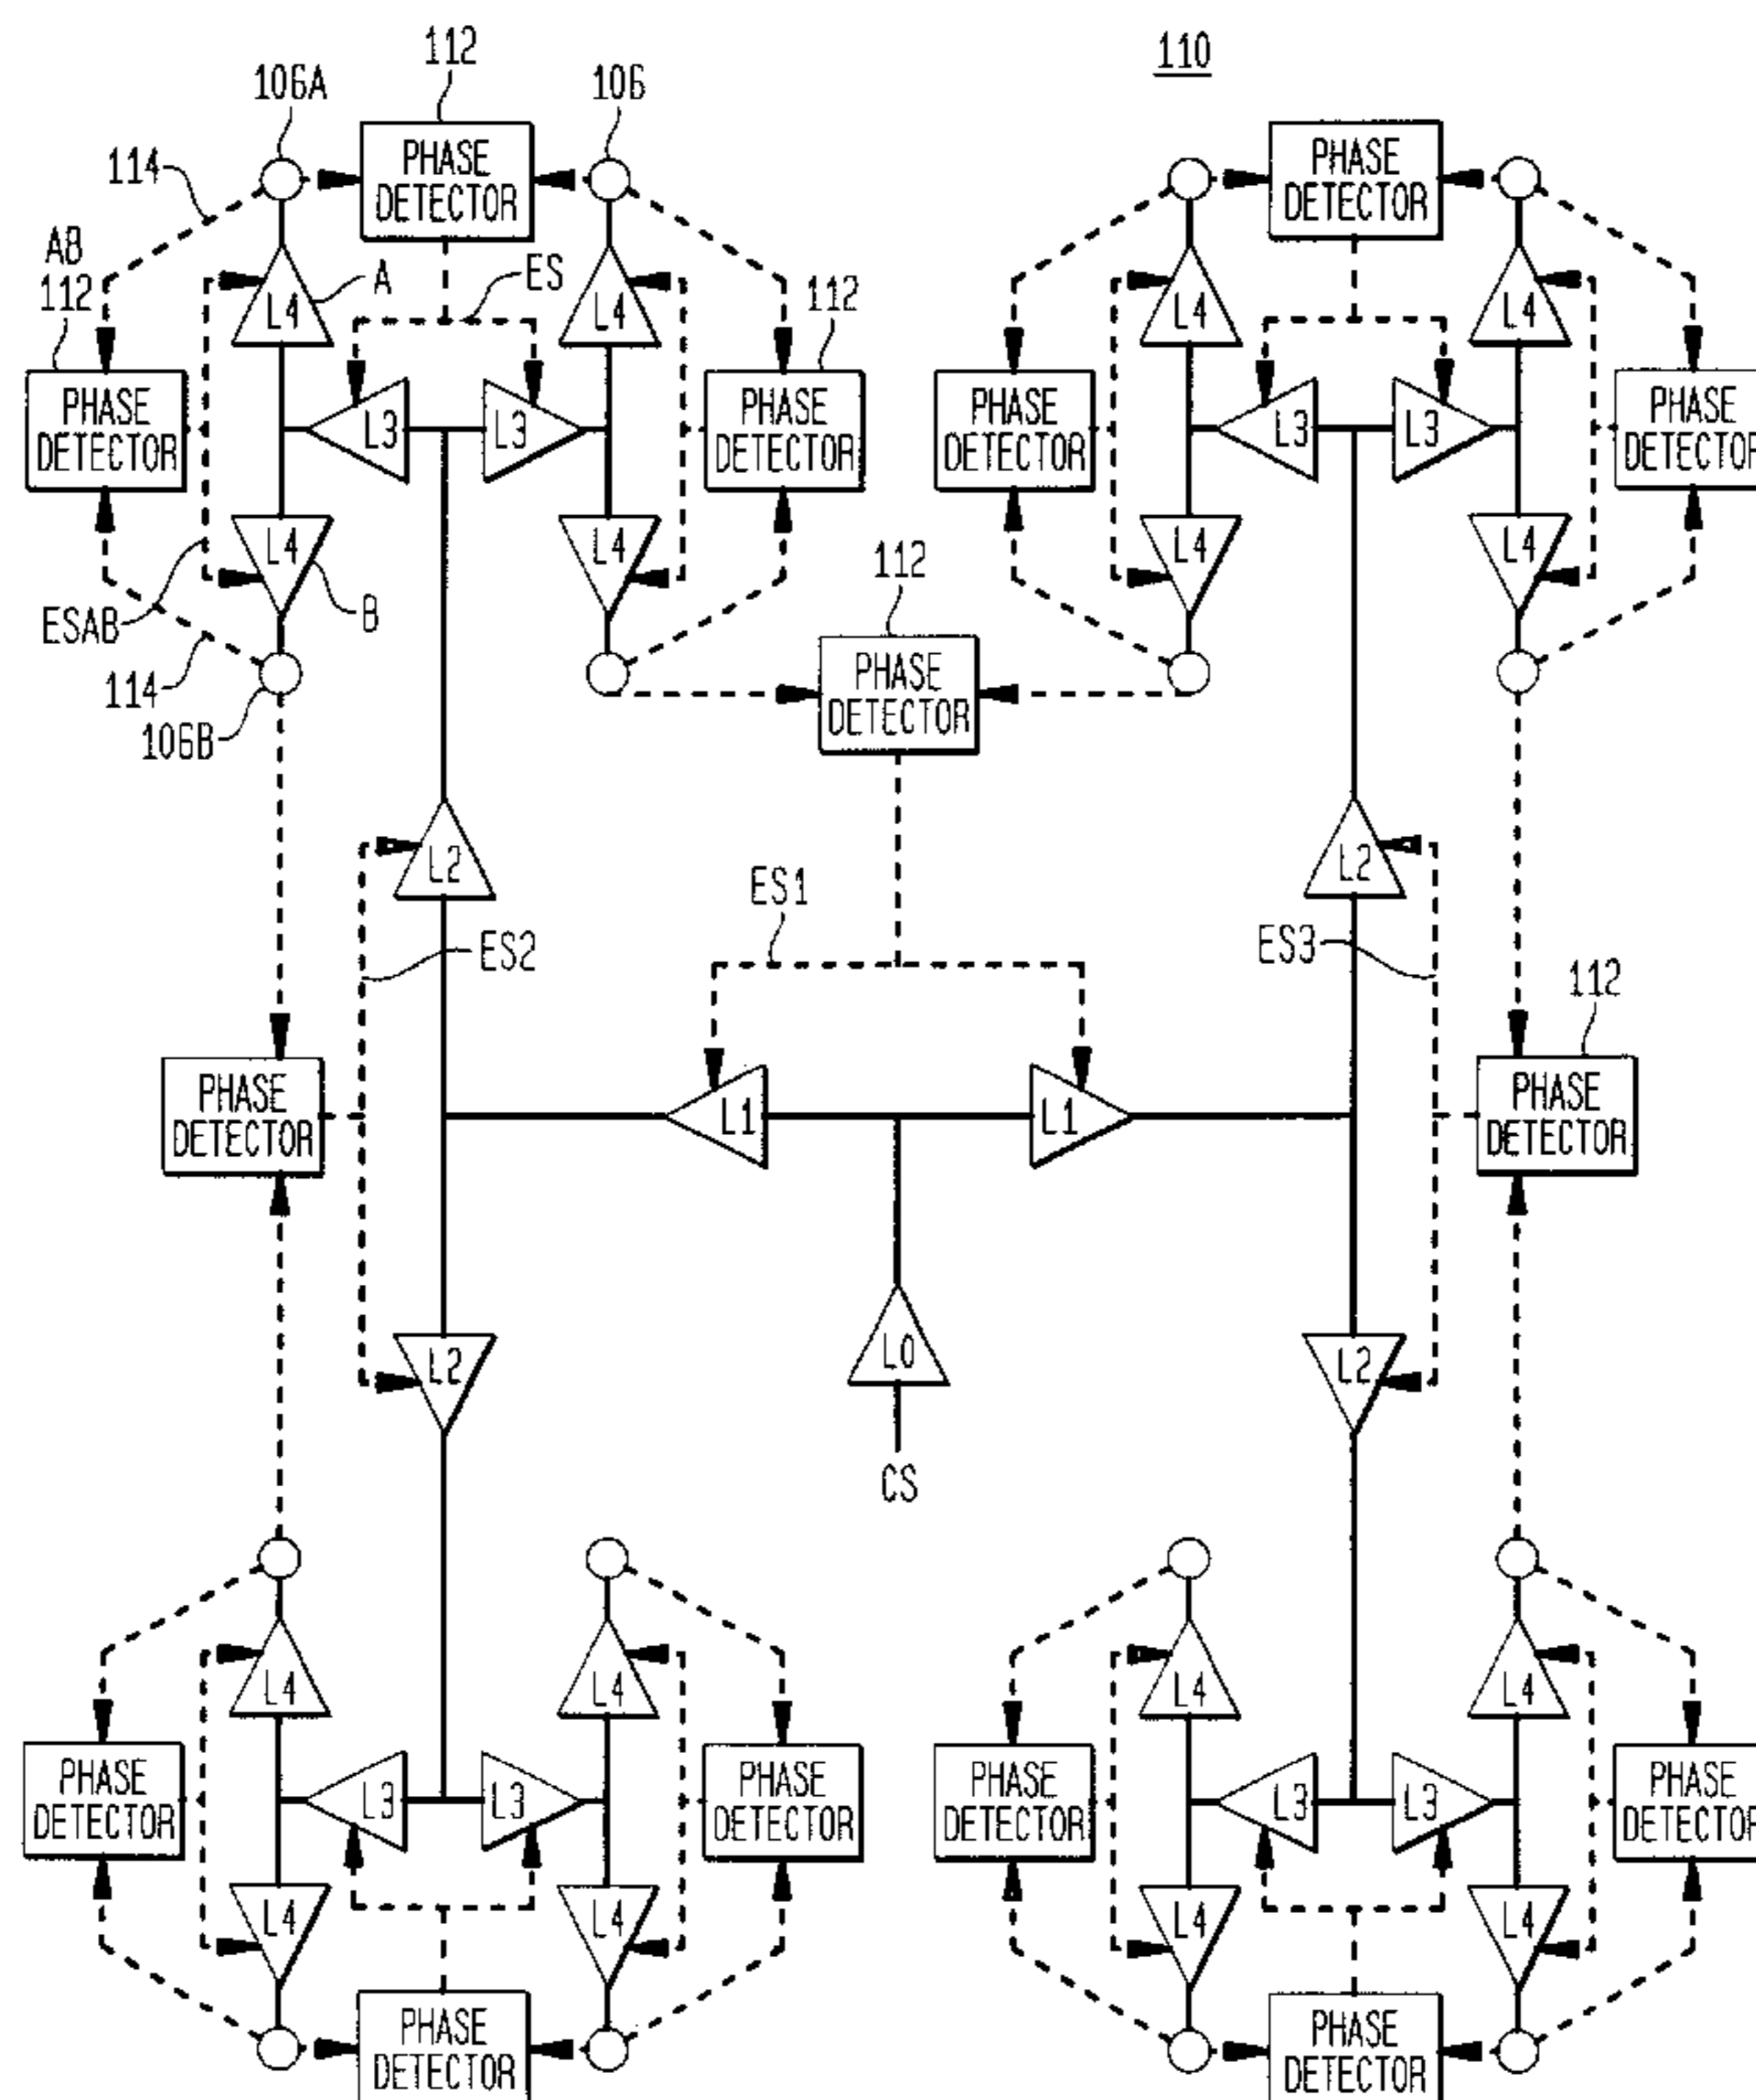 112
110
106A
106
PHASE
DETECTOR
PHASE
DETECTOR
114
AB
112
A
ES
112
L4
L4
L4
L4
PHASE
DETECTOR
L3
L3
PHASE
DETECTOR
PHASE
DETECTOR
L3
L3
PHASE
DETECTOR
L4
L4
L4
L4
112
ESAB
B
114
106B
PHASE
DETECTOR
L2
L2
ES1
ES2
ES3
112
PHASE
DETECTOR
L1
L1
PHASE
DETECTOR
L2
L0
L2
CS
L4
L4
L4
L4
PHASE
DETECTOR
L3
L3
PHASE
DETECTOR
PHASE
DETECTOR
L3
L3
PHASE
DETECTOR
L4
L4
L4
L4
PHASE
DETECTOR
PHASE
DETECTOR